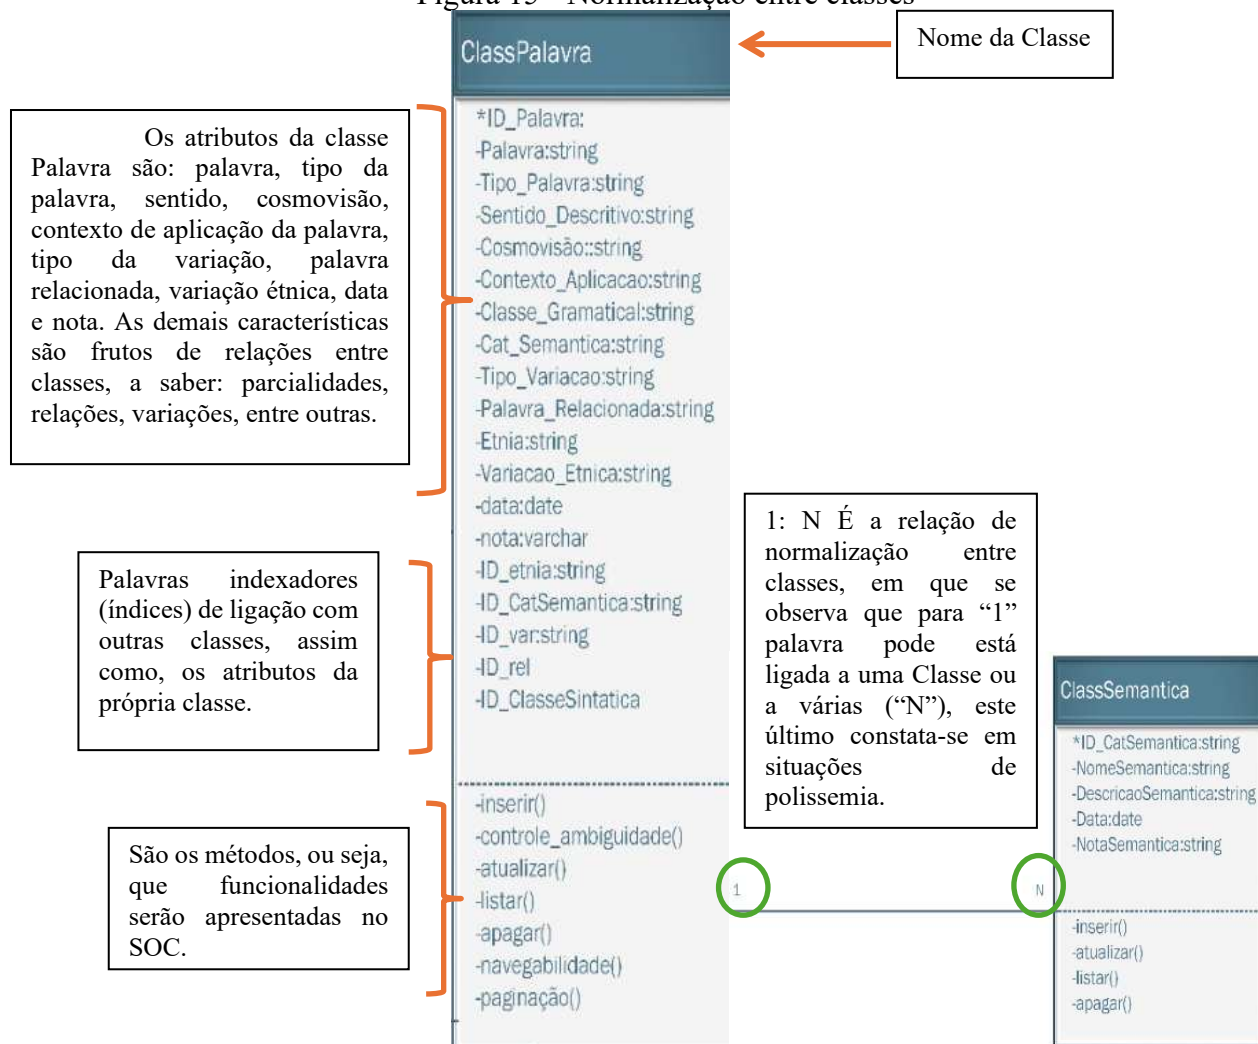 Figura 15 - Normalização entre classes
ClassPalavra
Nome da Classe
Os atributos da classe
Palavra são: palavra, tipo da
palavra, sentido, cosmovisão,
contexto de aplicação da palavra,
tipo da variação, palavra
relacionada, variação étnica, data
e nota. As demais características
são frutos de relações entre
classes, a saber: parcialidades,
relações, variações, entre outras.
*ID_Palavra:
-Palavra:string
-Tipo_Palavra:string
-Sentido_Descritivo:string
-Cosmovisão::string
-Contexto_Aplicacao:string
-Classe_Gramatical:string
-Cat_Semantica:string
-Tipo_Variacao:string
-Palavra_Relacionada:string
-Etnia:string
-Variacao_Etnica:string
-data:date
-nota:varchar
-ID_etnia:string
-ID_CatSemantica:string
-ID_var:string
-ID_rel
-ID_ClasseSintatica
Palavras indexadores
(índices) de ligação com
outras classes, assim
como, os atributos da
própria classe.
-inserir()
-controle_ambiguidade()
-atualizar()
-listar()
-apagar()
-navegabilidade()
-paginação()
São os métodos, ou seja,
que funcionalidades
serão apresentadas no
SOC.
1: N É a relação de
normalização entre
classes, em que se
observa que para “1”
palavra pode está
ligada a uma Classe ou
a várias (“N”), este
último constata-se em
situações de
polissemia.
1
N
ClassSemantica
*ID_CatSemantica:string
-NomeSemantica:string
-DescricaoSemantica:string
-Data:date
-NotaSemantica:string
-inserir()
-atualizar()
-listar()
-apagar()